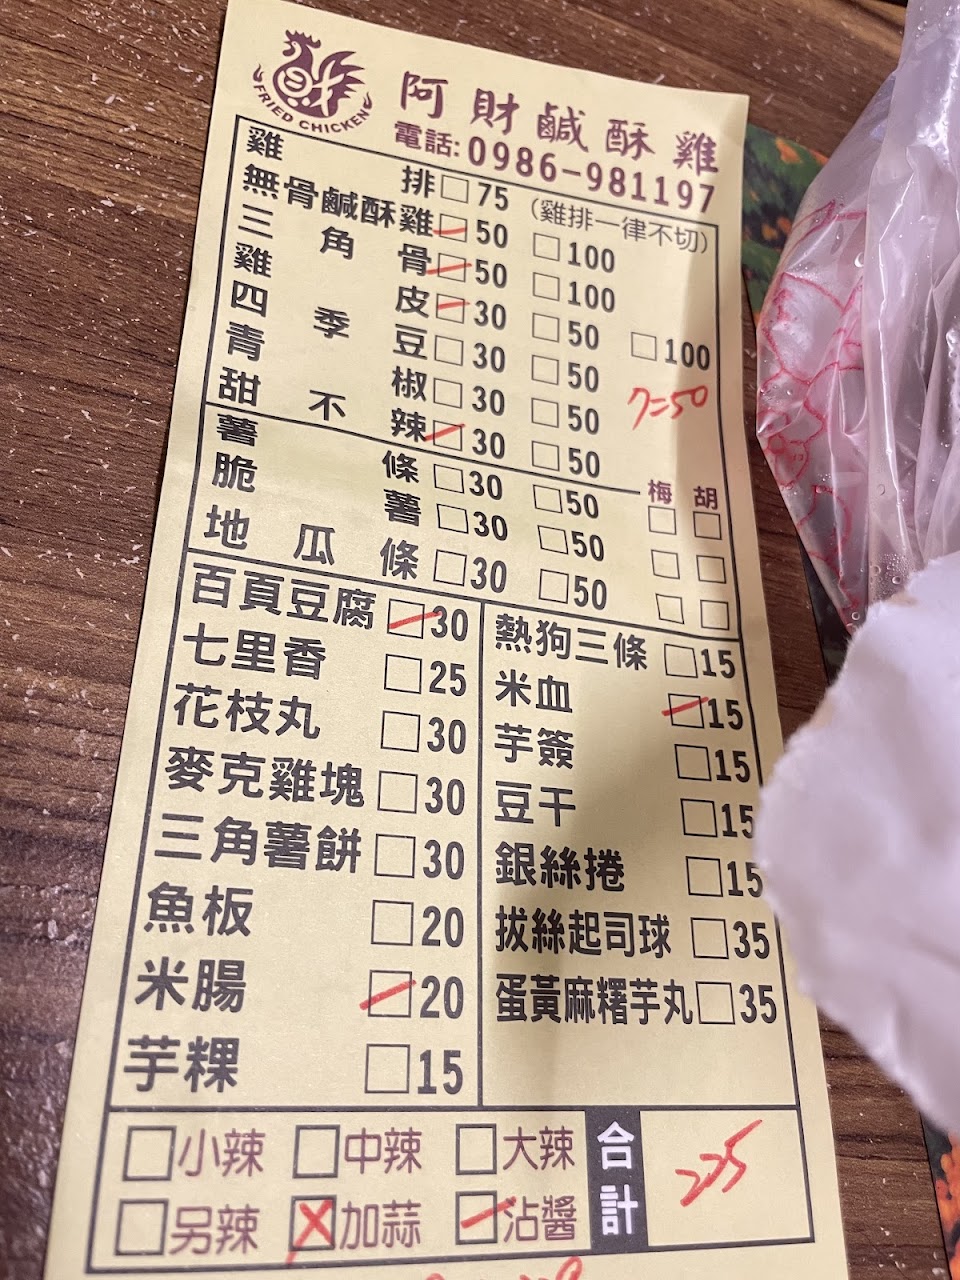 FRIED CHICKEN
阿財鹹酥雞
電話:0986-981197
雞排□75 (雞排一律不切)
無骨鹹酥雞□50 □100
三角骨□50 □100
雞皮□30 □50 □100
四季豆□30 □50
青椒□30 □50
甜不辣□30 □50
梅 胡
薯條□30 □50 □ □
脆薯□30 □50 □ □
地瓜條□30 □50 □ □
百頁豆腐□30
七里香□25
花枝丸□30
麥克雞塊□30
三角薯餅□30
魚板□20
米腸□20
芋粿□15
熱狗三條□15
米血□15
芋簽□15
豆干□15
銀絲捲□15
拔絲起司球□35
蛋黃麻糬芋丸□35
□小辣 □中辣 □大辣
□另辣 □加蒜 □沾醬
合計 225